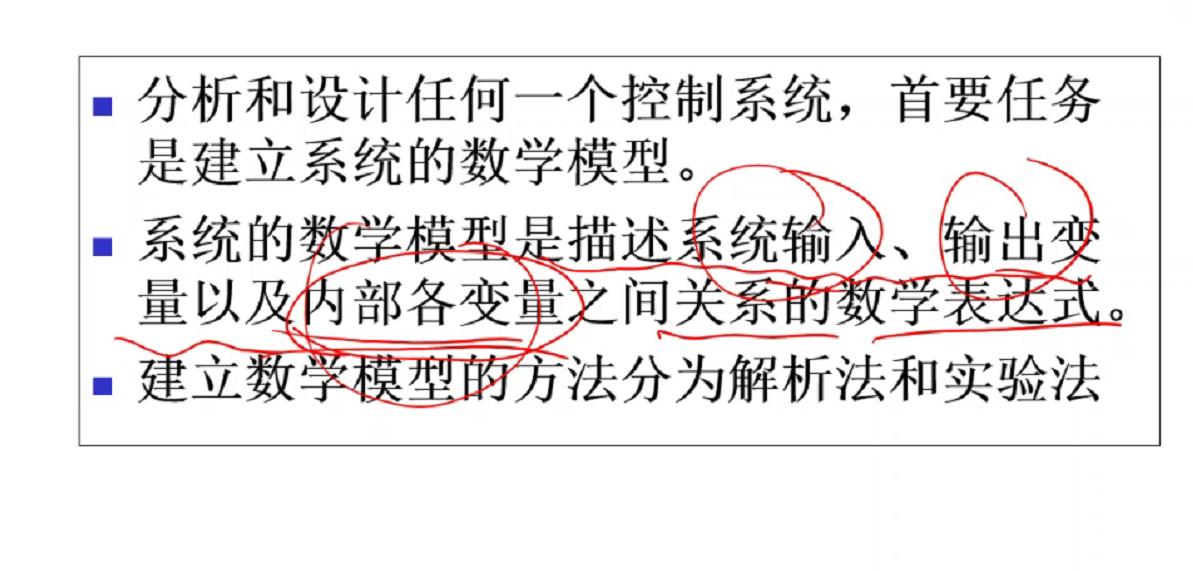 分析和设计任何一个控制系统，首要任务
是建立系统的数学模型。
系统的数学模型是描述系统输入、输出变
量以及内部各变量之间关系的数学表达式。
建立数学模型的方法分为解析法和实验法